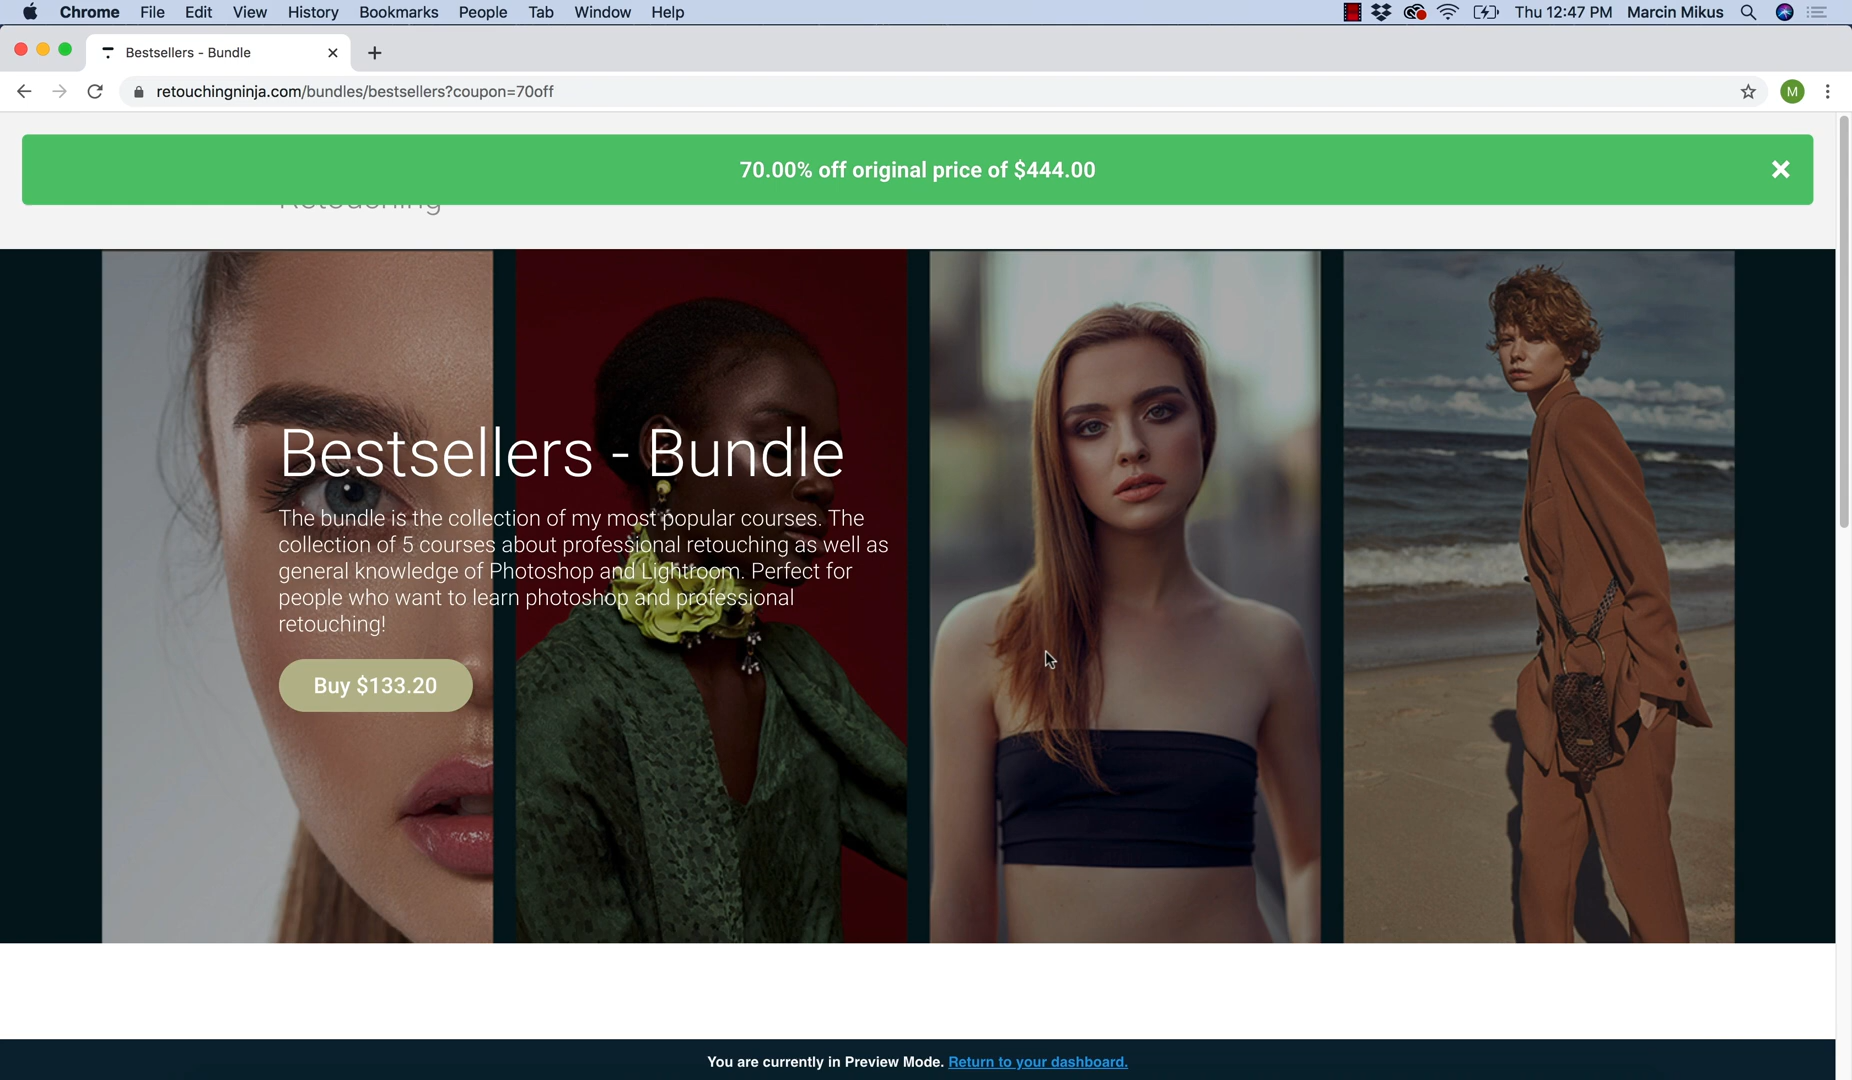 Chrome File Edit View History Bookmarks People Tab Window Help
Thu 12:47 PM Marcin Mikus
Bestsellers - Bundle
retouchingninja.com/bundles/bestsellers?coupon=70off
M
70.00% off original price of $444.00
Retouching
Bestsellers - Bundle
The bundle is the collection of my most popular courses. The
collection of 5 courses about professional retouching as well as
general knowledge of Photoshop and Lightroom. Perfect for
people who want to learn photoshop and professional
retouching!
Buy $133.20
You are currently in Preview Mode. Return to your dashboard.